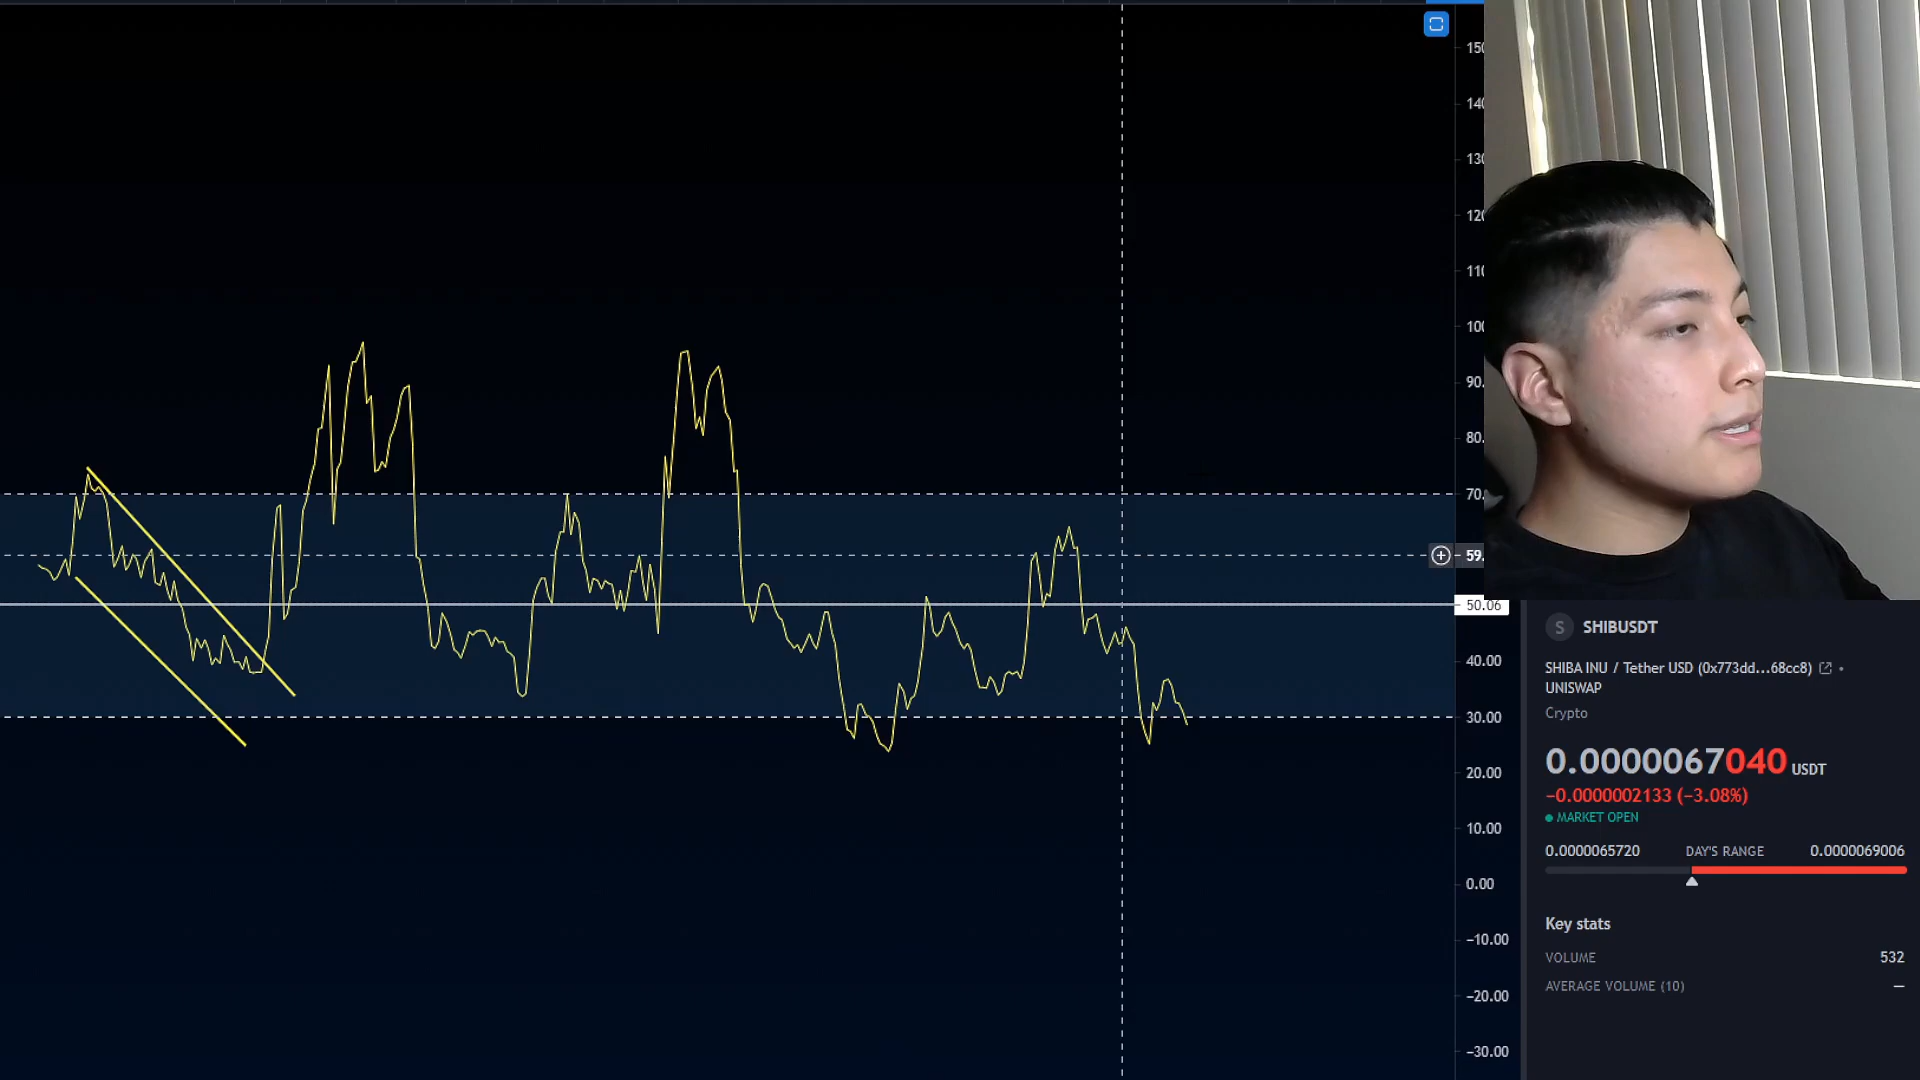 150
140
130
120
110
100
90.
80.
70.
59.
50.06
40.00
30.00
20.00
10.00
0.00
−10.00
−20.00
−30.00
S SHIBUSDT
SHIBA INU / Tether USD (0x773dd...68cc8) •
UNISWAP
Crypto
0.0000067040 USDT
−0.0000002133 (−3.08%)
MARKET OPEN
0.0000065720 DAY'S RANGE 0.0000069006
Key stats
VOLUME 532
AVERAGE VOLUME (10) —